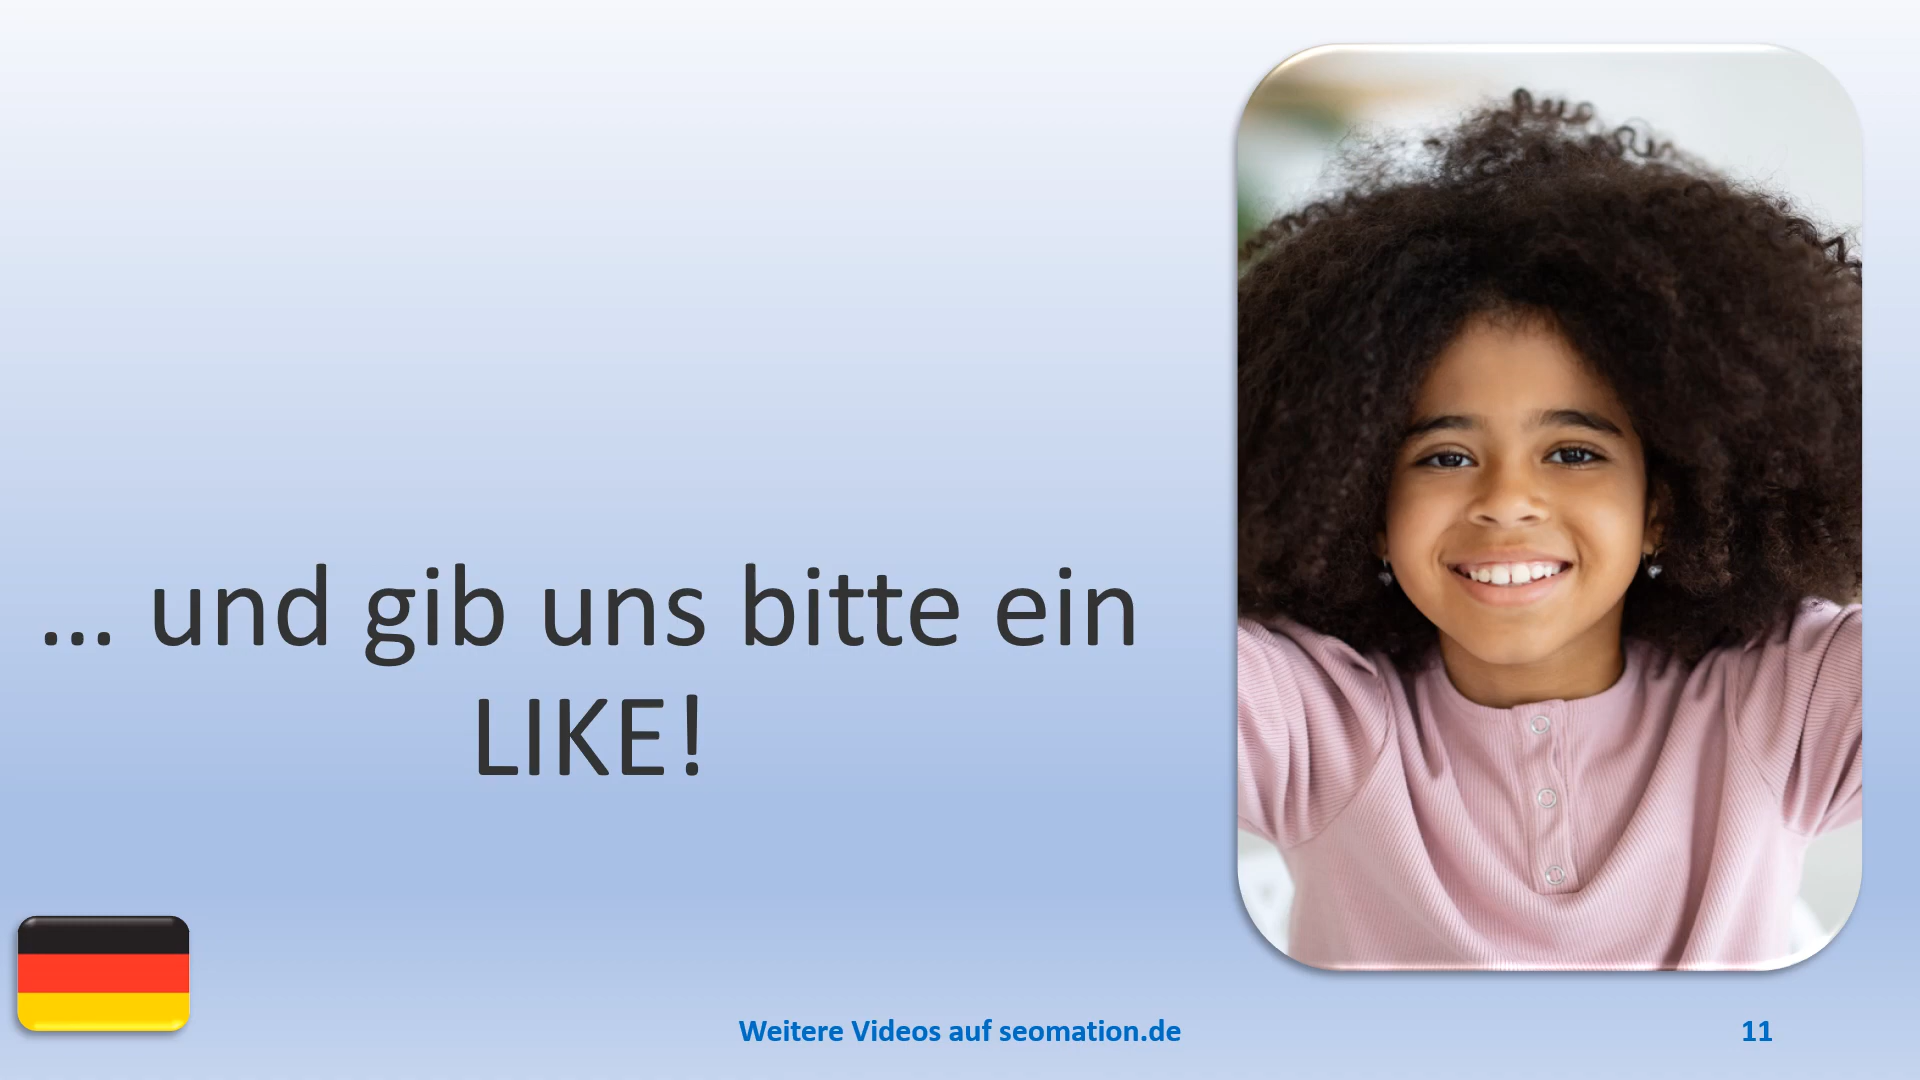 ... und gib uns bitte ein
LIKE!
Weitere Videos auf seomation.de
11